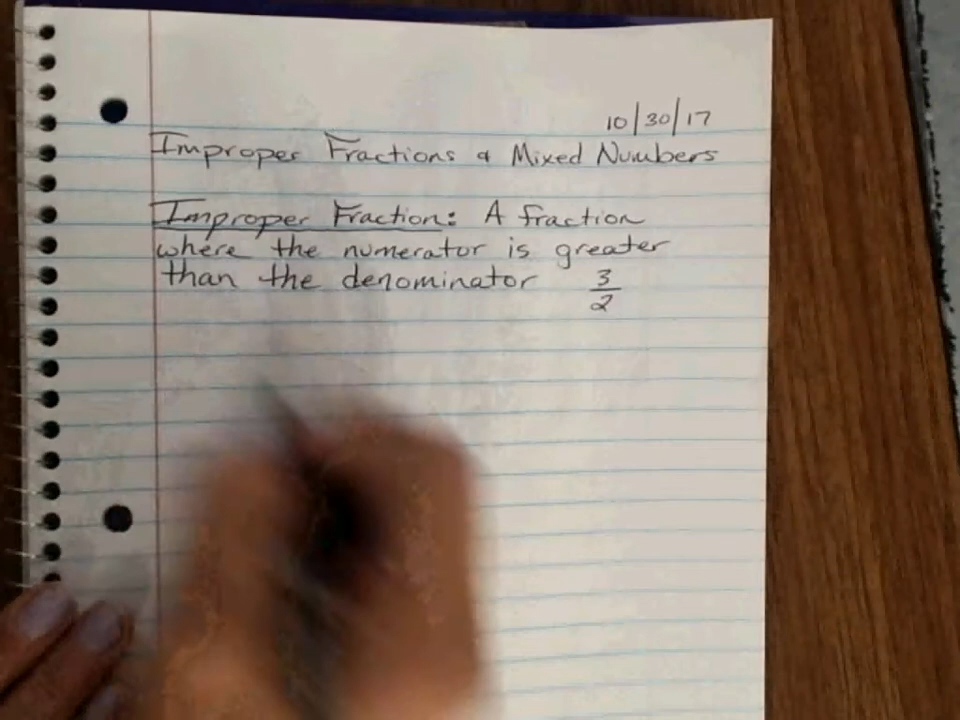 10/30/17
Improper Fractions & Mixed Numbers
Improper Fraction: A fraction
where the numerator is greater
than the denominator 3/2